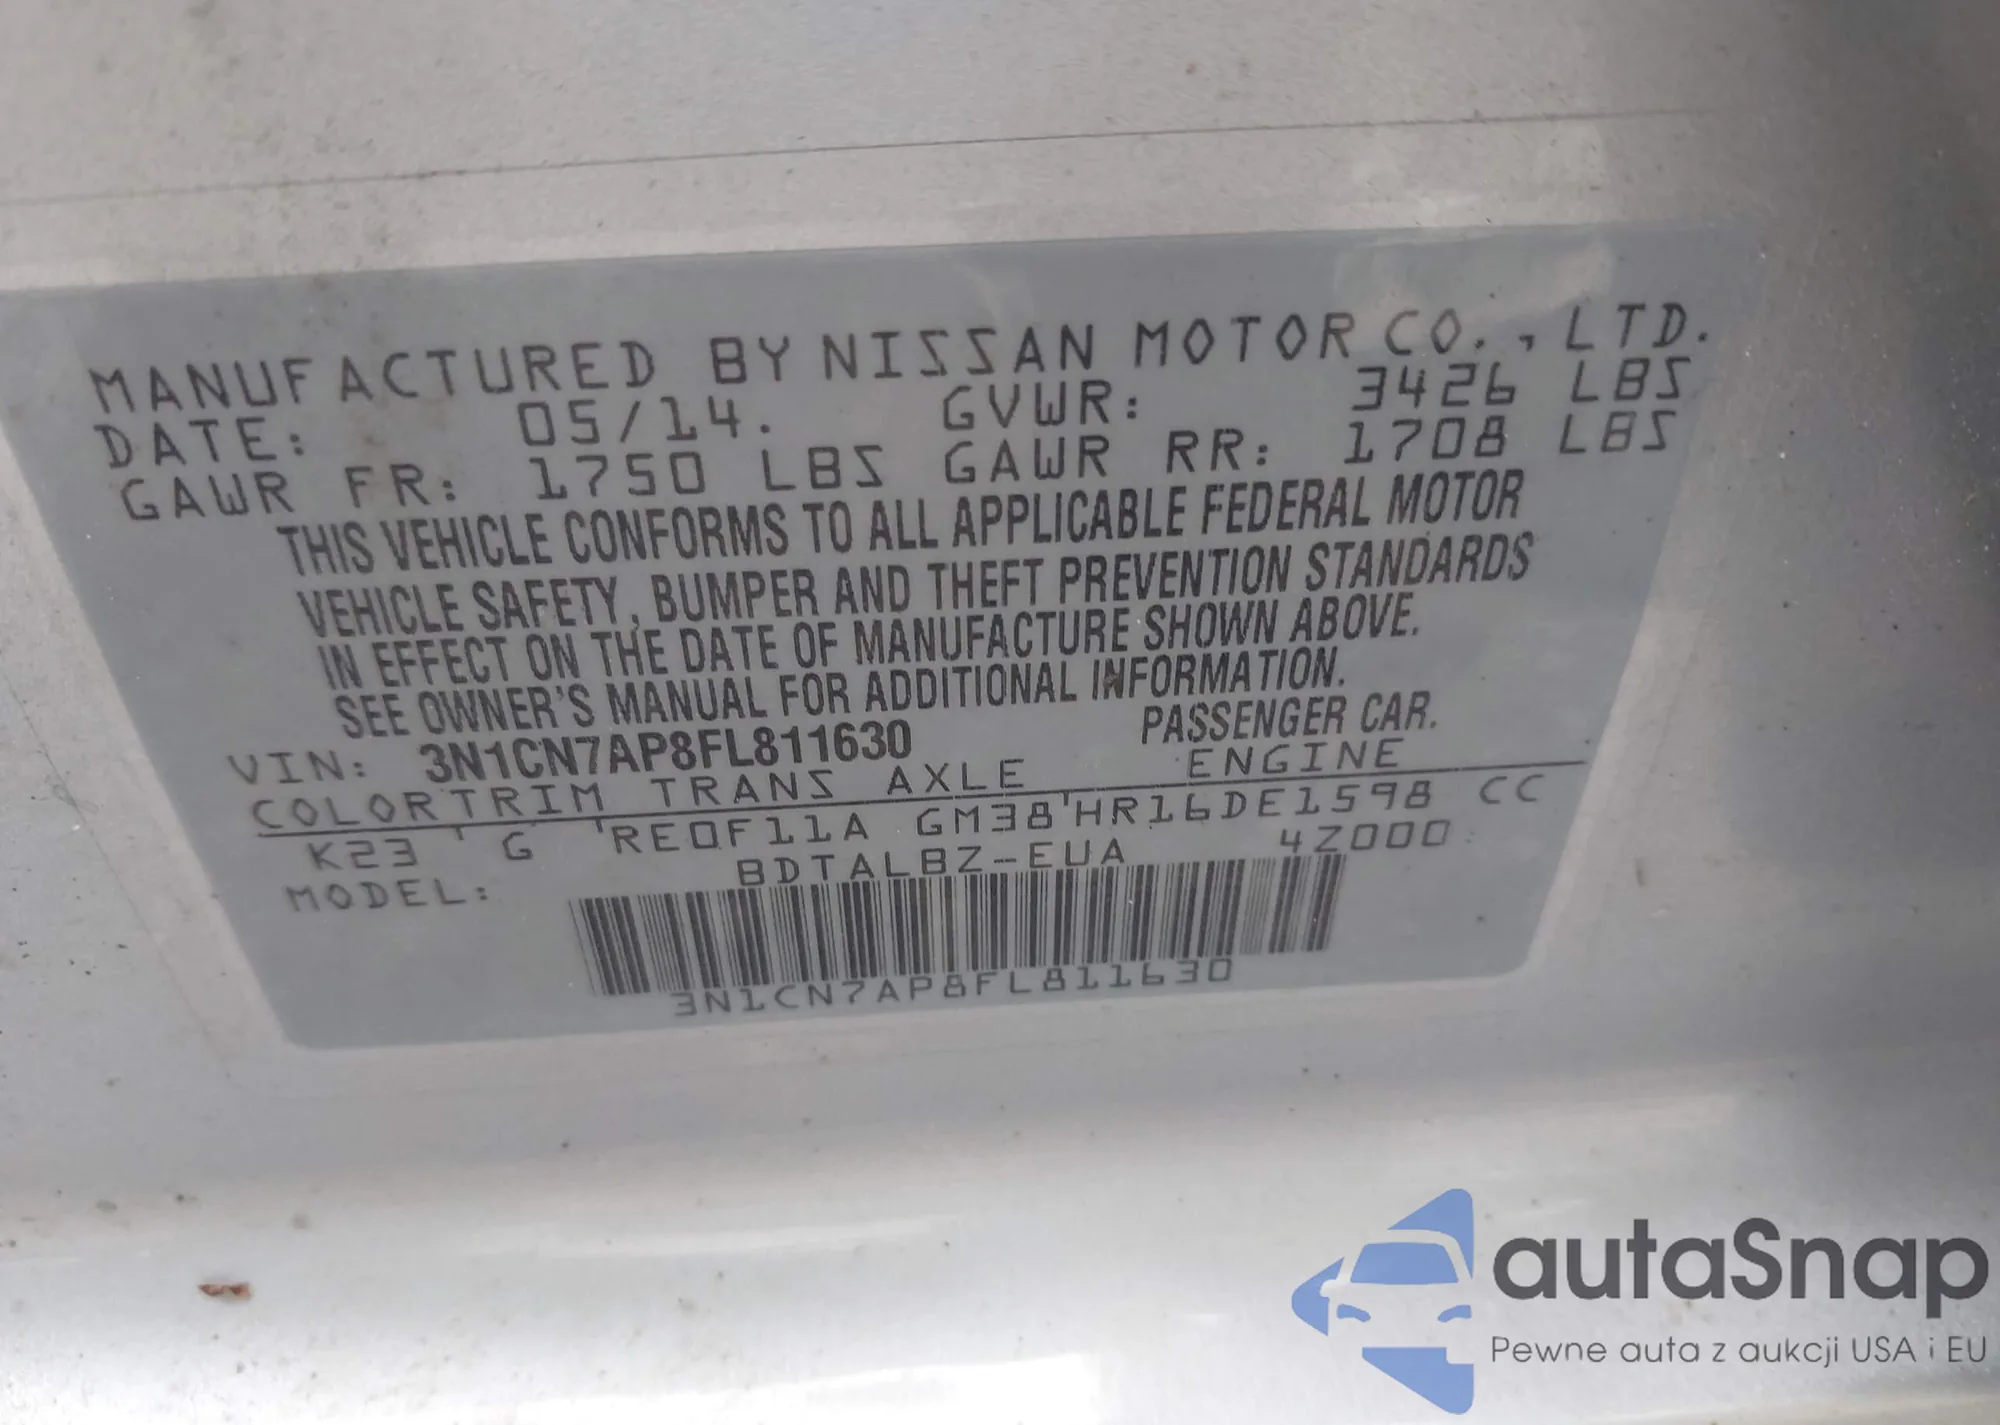 MANUFACTURED BY NISSAN MOTOR CO., LTD.
DATE: 05/14. GVWR: 3426 LBS
GAWR FR: 1750 LBS GAWR RR: 1708 LBS
THIS VEHICLE CONFORMS TO ALL APPLICABLE FEDERAL MOTOR
VEHICLE SAFETY, BUMPER AND THEFT PREVENTION STANDARDS
IN EFFECT ON THE DATE OF MANUFACTURE SHOWN ABOVE.
SEE OWNER'S MANUAL FOR ADDITIONAL INFORMATION.
VIN: 3N1CN7AP8FL811630 PASSENGER CAR.
COLORTRIM TRANS AXLE ENGINE
K23 ' G 'RE0F11A GM38'HR16DE1598 CC
MODEL: BDTALBZ-EUA 4Z000
3N1CN7AP8FL811630
autaSnap
Pewne auta z aukcji USA i EU